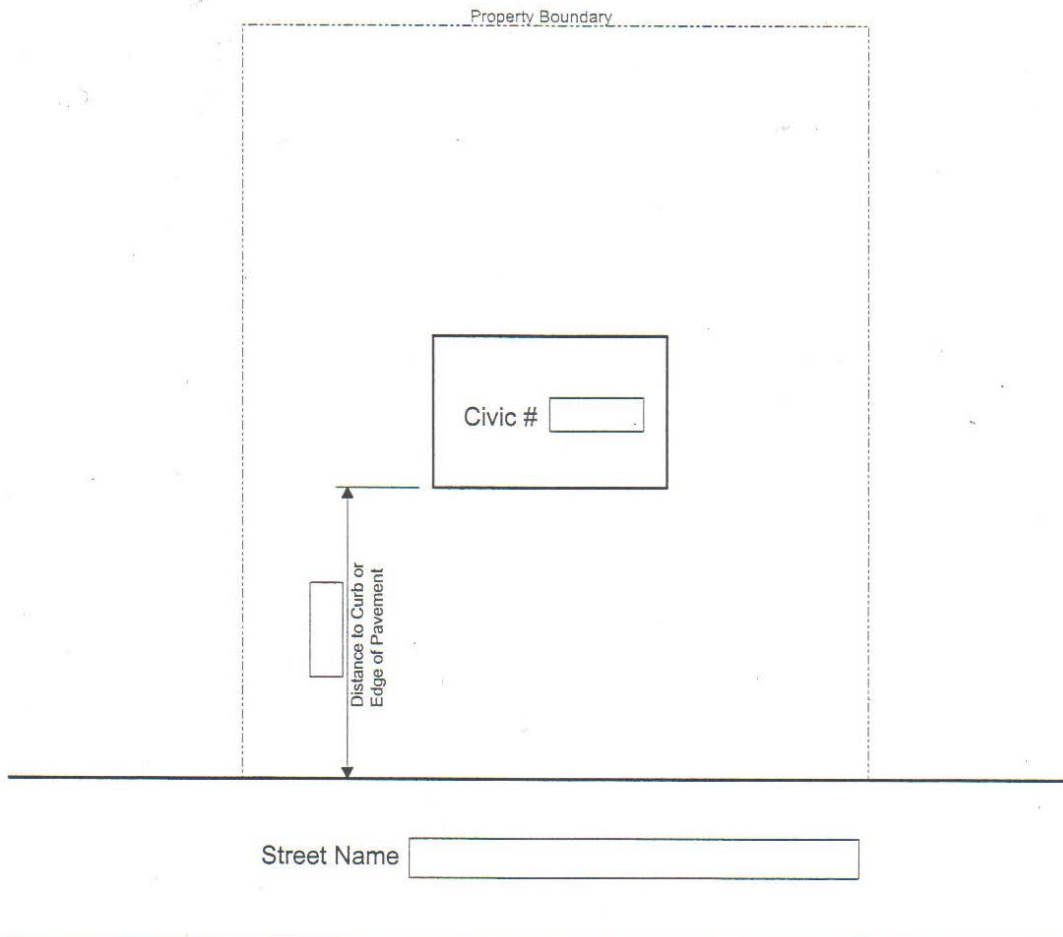 Property Boundary
Civic #
Distance to Curb or
Edge of Pavement
Street Name